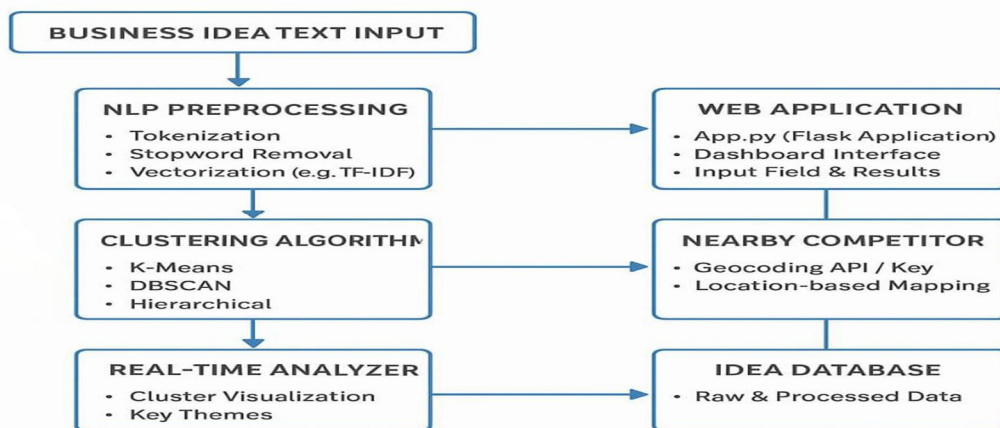 BUSINESS IDEA TEXT INPUT
NLP PREPROCESSING
• Tokenization
• Stopword Removal
• Vectorization (e.g. TF-IDF)
WEB APPLICATION
• App.py (Flask Application)
• Dashboard Interface
• Input Field & Results
CLUSTERING ALGORITHM
• K-Means
• DBSCAN
• Hierarchical
NEARBY COMPETITOR
• Geocoding API / Key
• Location-based Mapping
REAL-TIME ANALYZER
• Cluster Visualization
• Key Themes
IDEA DATABASE
• Raw & Processed Data